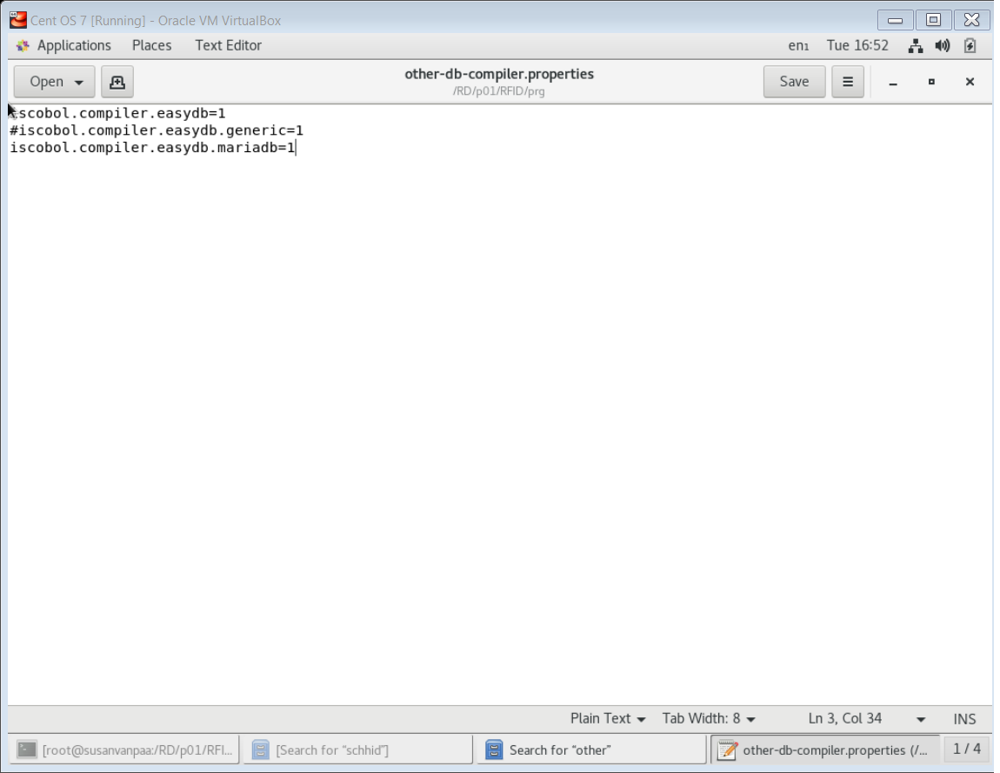 Cent OS 7 [Running] - Oracle VM VirtualBox
Applications Places Text Editor en1 Tue 16:52
Open other-db-compiler.properties Save
/RD/p01/RFID/prg
iscobol.compiler.easydb=1
#iscobol.compiler.easydb.generic=1
iscobol.compiler.easydb.mariadb=1
Plain Text Tab Width: 8 Ln 3, Col 34 INS
[root@susanvanpaa:/RD/p01/RFI... [Search for “schhid”] Search for “other” other-db-compiler.properties (/... 1 / 4